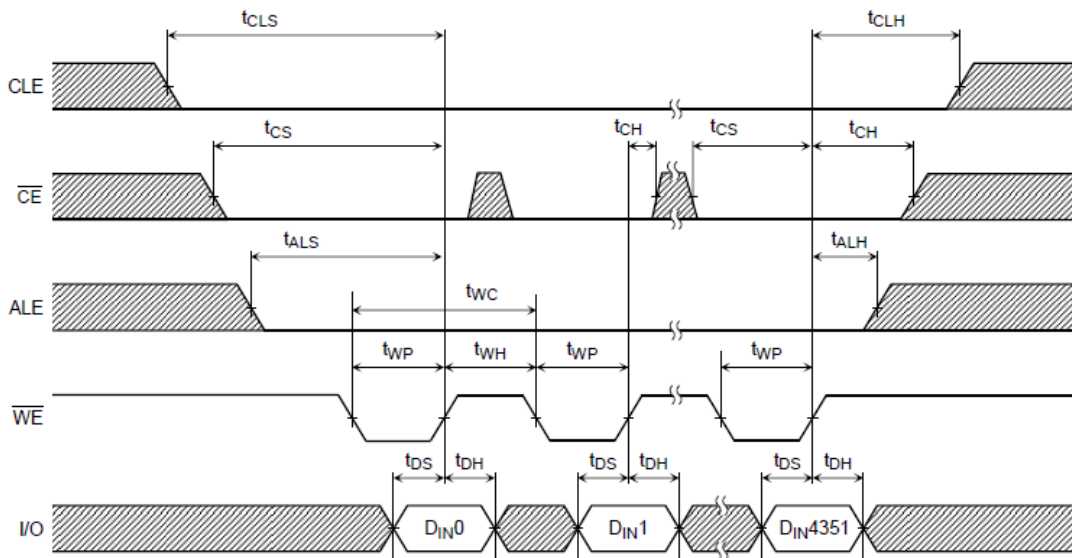 tCLS tCLH
CLE
tCS tCH tCS tCH
CE
tALS tALH
ALE
tWC
tWP tWH tWP tWP
WE
tDS tDH tDS tDH tDS tDH
I/O DIN0 DIN1 DIN4351